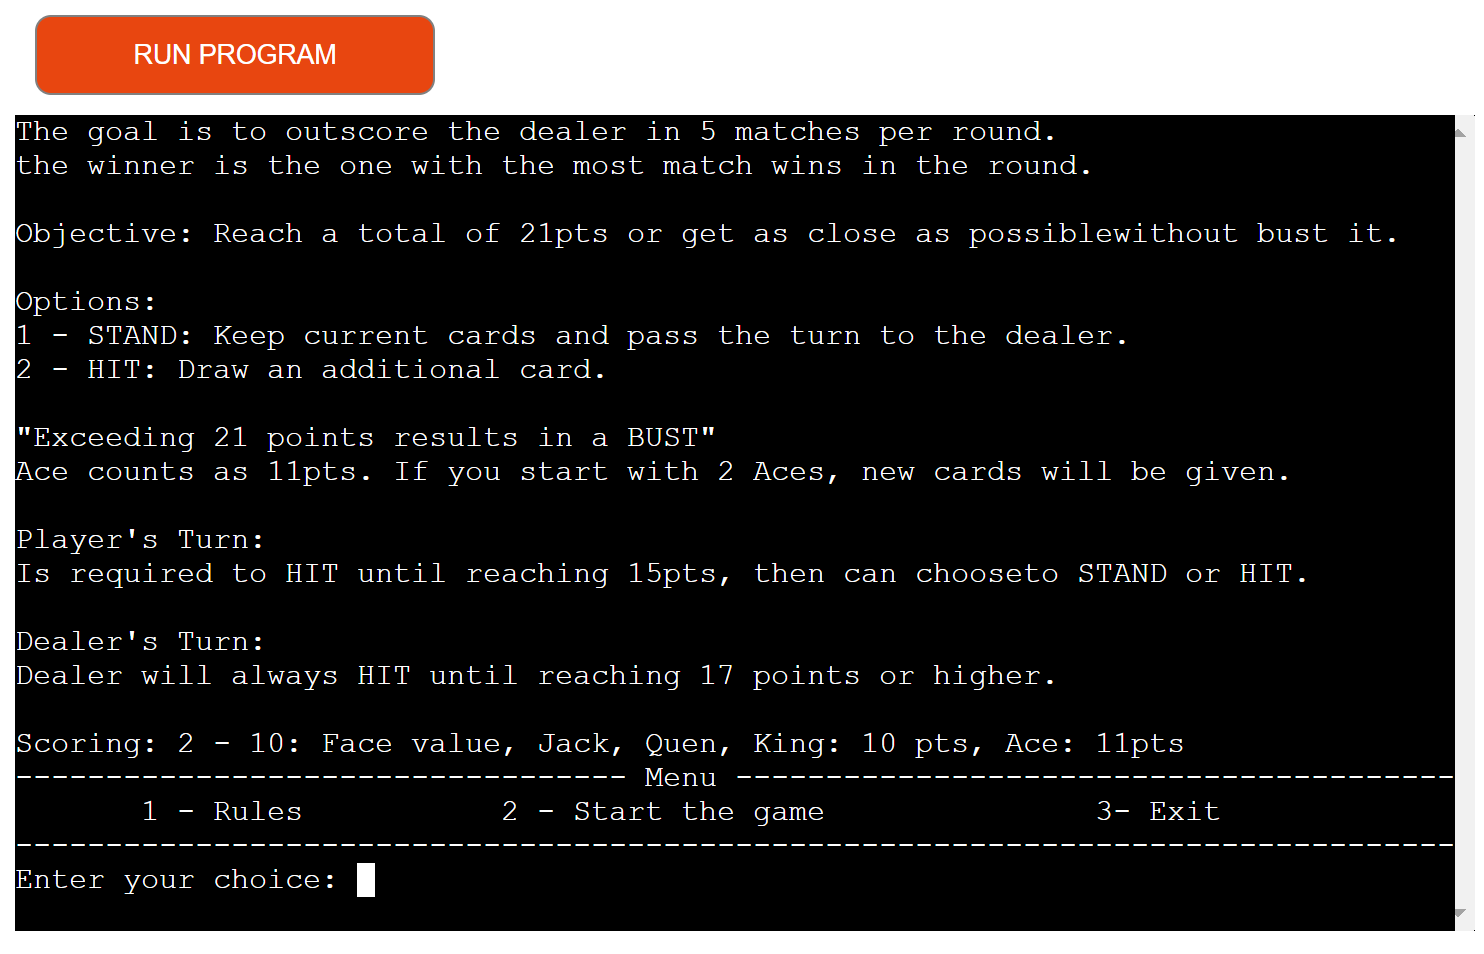 RUN PROGRAM
The goal is to outscore the dealer in 5 matches per round.
the winner is the one with the most match wins in the round.
Objective: Reach a total of 21pts or get as close as possiblewithout bust it.
Options:
1 - STAND: Keep current cards and pass the turn to the dealer.
2 - HIT: Draw an additional card.
"Exceeding 21 points results in a BUST"
Ace counts as 11pts. If you start with 2 Aces, new cards will be given.
Player's Turn:
Is required to HIT until reaching 15pts, then can chooseto STAND or HIT.
Dealer's Turn:
Dealer will always HIT until reaching 17 points or higher.
Scoring: 2 - 10: Face value, Jack, Quen, King: 10 pts, Ace: 11pts
---------------------------------- Menu ----------------------------------------
1 - Rules 2 - Start the game 3- Exit
--------------------------------------------------------------------------------
Enter your choice: